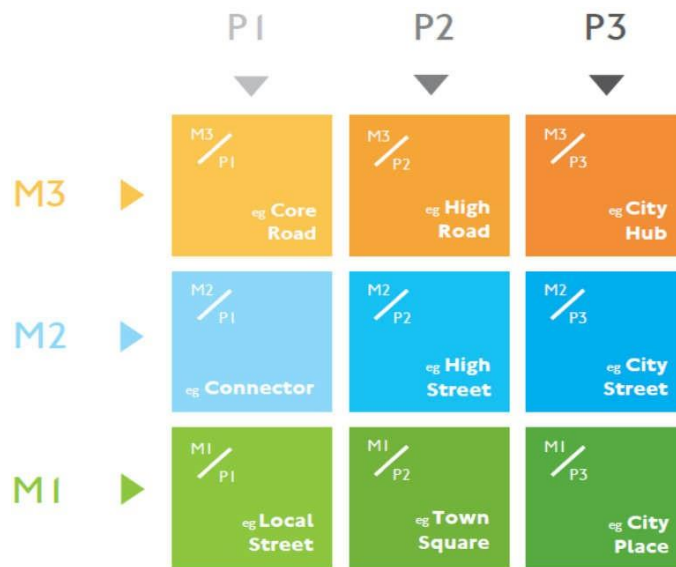 P1 P2 P3
M3
M3/P1
eg Core
Road
M3/P2
eg High
Road
M3/P3
eg City
Hub
M2
M2/P1
eg Connector
M2/P2
eg High
Street
M2/P3
eg City
Street
M1
M1/P1
eg Local
Street
M1/P2
eg Town
Square
M1/P3
eg City
Place